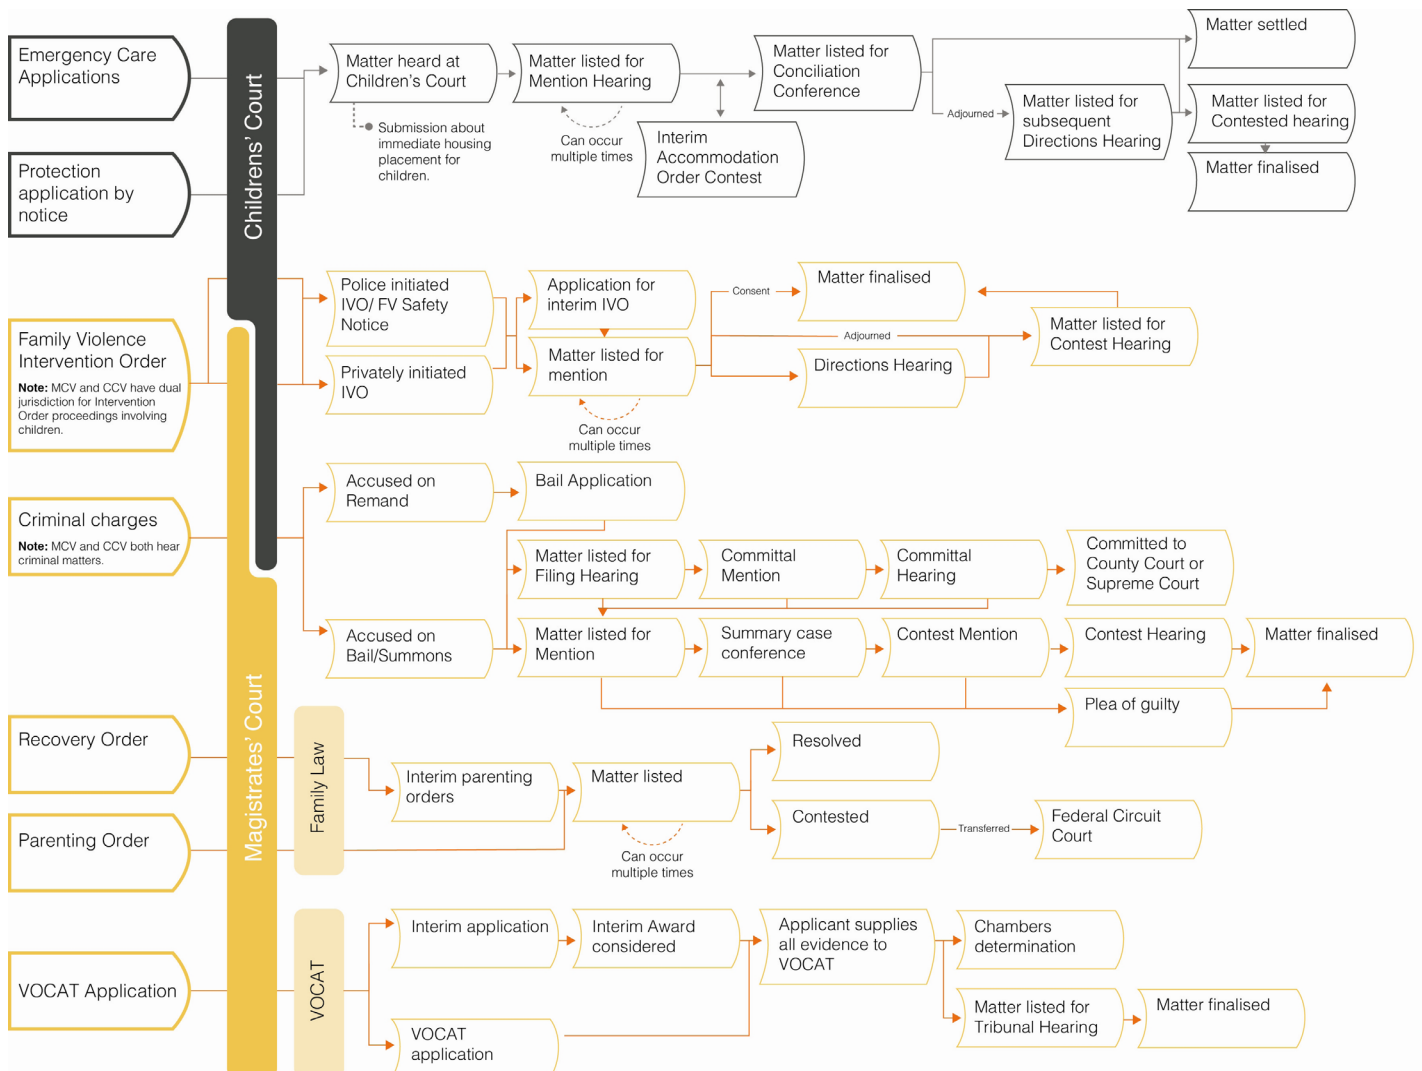 Childrens' Court
Magistrates' Court
Emergency Care
Applications
Protection
application by
notice
Matter heard at
Children's Court
Submission about
immediate housing
placement for
children.
Matter listed for
Mention Hearing
Can occur
multiple times
Interim
Accommodation
Order Contest
Matter listed for
Conciliation
Conference
Adjourned
Matter listed for
subsequent
Directions Hearing
Matter settled
Matter listed for
Contested hearing
Matter finalised
Family Violence
Intervention Order
Note: MCV and CCV have dual
jurisdiction for Intervention
Order proceedings involving
children.
Police initiated
IVO/ FV Safety
Notice
Privately initiated
IVO
Application for
interim IVO
Matter listed for
mention
Can occur
multiple times
Consent
Adjourned
Matter finalised
Directions Hearing
Matter listed for
Contest Hearing
Criminal charges
Note: MCV and CCV both hear
criminal matters.
Accused on
Remand
Bail Application
Accused on
Bail/Summons
Matter listed for
Filing Hearing
Committal
Mention
Committal
Hearing
Committed to
County Court or
Supreme Court
Matter listed for
Mention
Summary case
conference
Contest Mention
Contest Hearing
Matter finalised
Plea of guilty
Recovery Order
Parenting Order
Family Law
Interim parenting
orders
Matter listed
Can occur
multiple times
Resolved
Contested
Transferred
Federal Circuit
Court
VOCAT Application
VOCAT
Interim application
Interim Award
considered
VOCAT
application
Applicant supplies
all evidence to
VOCAT
Chambers
determination
Matter listed for
Tribunal Hearing
Matter finalised